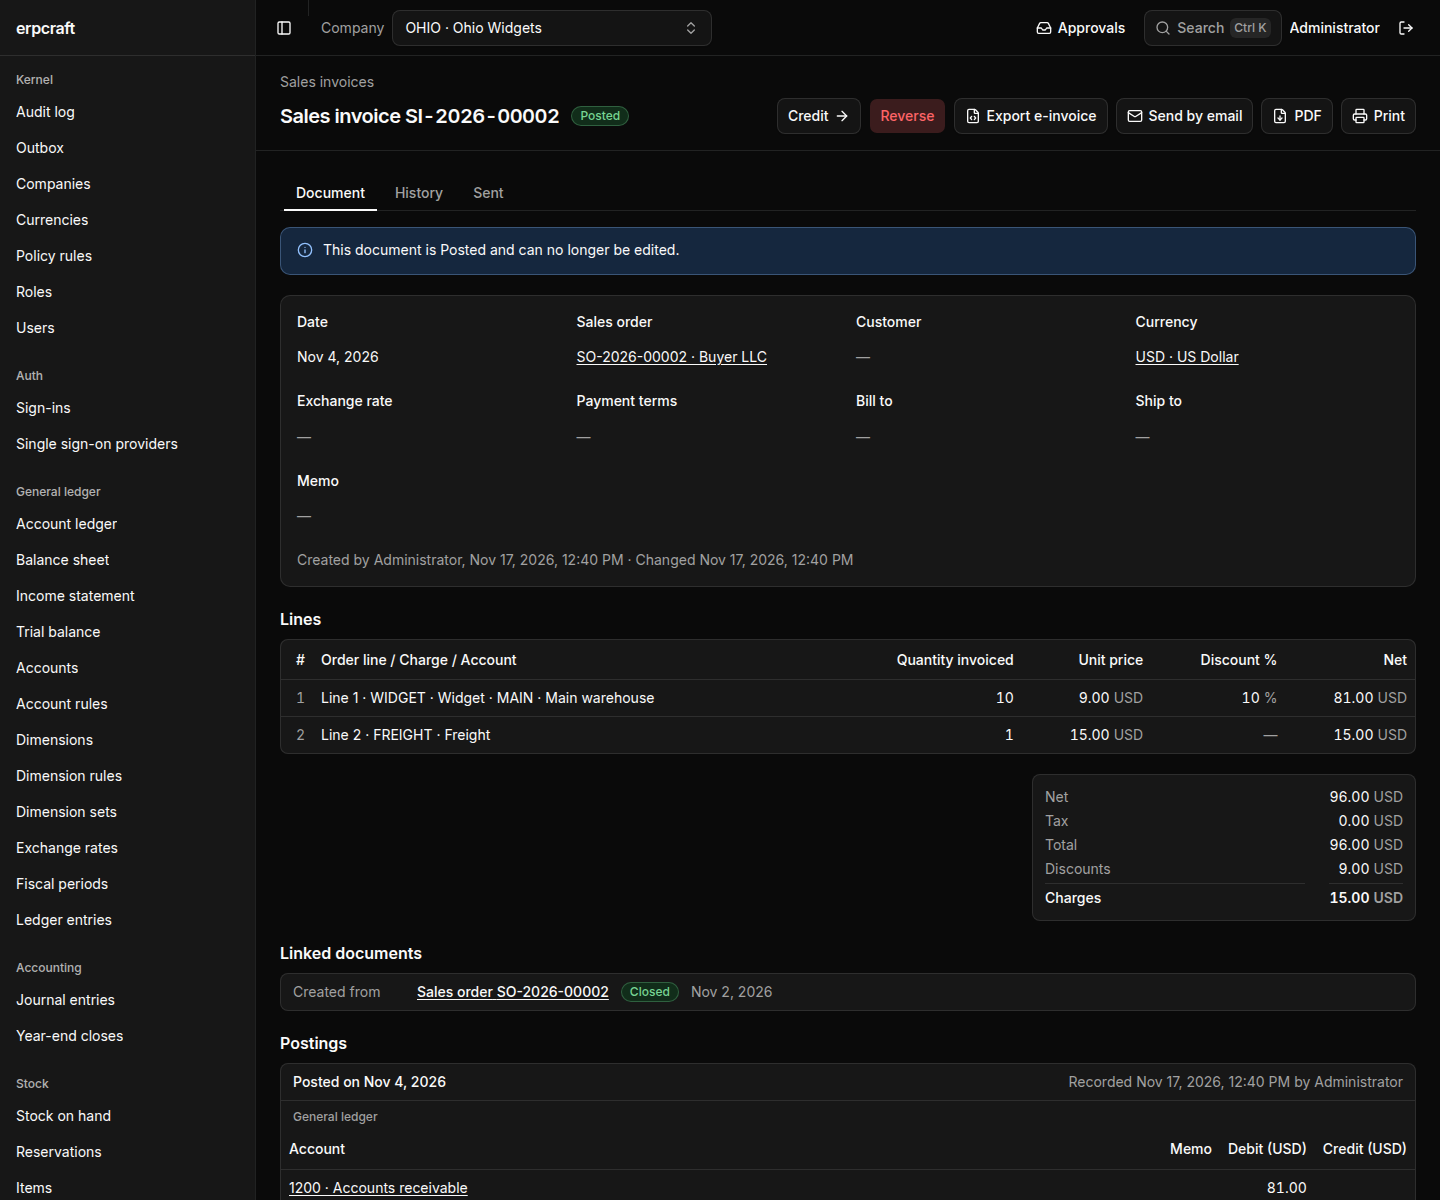 erpcraft
Company
OHIO · Ohio Widgets
Approvals
Search Ctrl K
Administrator
Kernel
Audit log
Outbox
Companies
Currencies
Policy rules
Roles
Users
Auth
Sign-ins
Single sign-on providers
General ledger
Account ledger
Balance sheet
Income statement
Trial balance
Accounts
Account rules
Dimensions
Dimension rules
Dimension sets
Exchange rates
Fiscal periods
Ledger entries
Accounting
Journal entries
Year-end closes
Stock
Stock on hand
Reservations
Items
Sales invoices
Sales invoice SI-2026-00002 Posted
Credit → Reverse Export e-invoice Send by email PDF Print
Document History Sent
This document is Posted and can no longer be edited.
Date Sales order Customer Currency
Nov 4, 2026 SO-2026-00002 · Buyer LLC — USD · US Dollar
Exchange rate Payment terms Bill to Ship to
— — — —
Memo
—
Created by Administrator, Nov 17, 2026, 12:40 PM · Changed Nov 17, 2026, 12:40 PM
Lines
# Order line / Charge / Account Quantity invoiced Unit price Discount % Net
1 Line 1 · WIDGET · Widget · MAIN · Main warehouse 10 9.00 USD 10 % 81.00 USD
2 Line 2 · FREIGHT · Freight 1 15.00 USD — 15.00 USD
Net 96.00 USD
Tax 0.00 USD
Total 96.00 USD
Discounts 9.00 USD
Charges 15.00 USD
Linked documents
Created from Sales order SO-2026-00002 Closed Nov 2, 2026
Postings
Posted on Nov 4, 2026 Recorded Nov 17, 2026, 12:40 PM by Administrator
General ledger
Account Memo Debit (USD) Credit (USD)
1200 · Accounts receivable 81.00